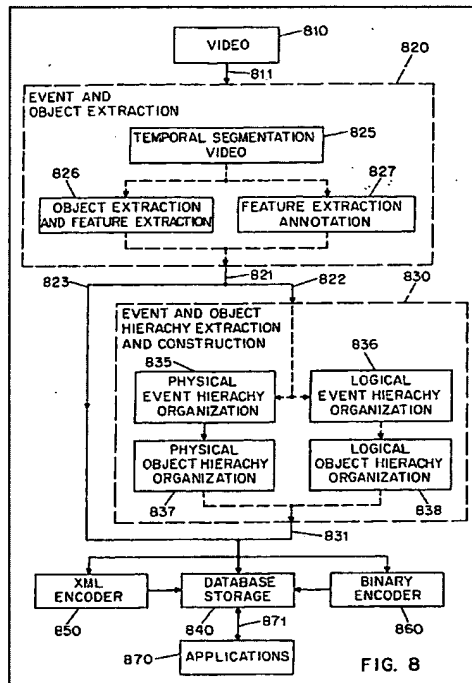 810
VIDEO
820
811
EVENT AND
OBJECT EXTRACTION
TEMPORAL SEGMENTATION
VIDEO
825
826
827
OBJECT EXTRACTION
AND FEATURE EXTRACTION
FEATURE EXTRACTION
ANNOTATION
823
821
822
830
EVENT AND OBJECT
HIERACHY EXTRACTION
AND CONSTRUCTION
835
836
PHYSICAL
EVENT HIERACHY
ORGANIZATION
LOGICAL
EVENT HIERACHY
ORGANIZATION
PHYSICAL
OBJECT HIERACHY
ORGANIZATION
LOGICAL
OBJECT HIERACHY
ORGANIZATION
837
838
831
XML
ENCODER
DATABASE
STORAGE
BINARY
ENCODER
850
840
871
860
870
APPLICATIONS
FIG. 8